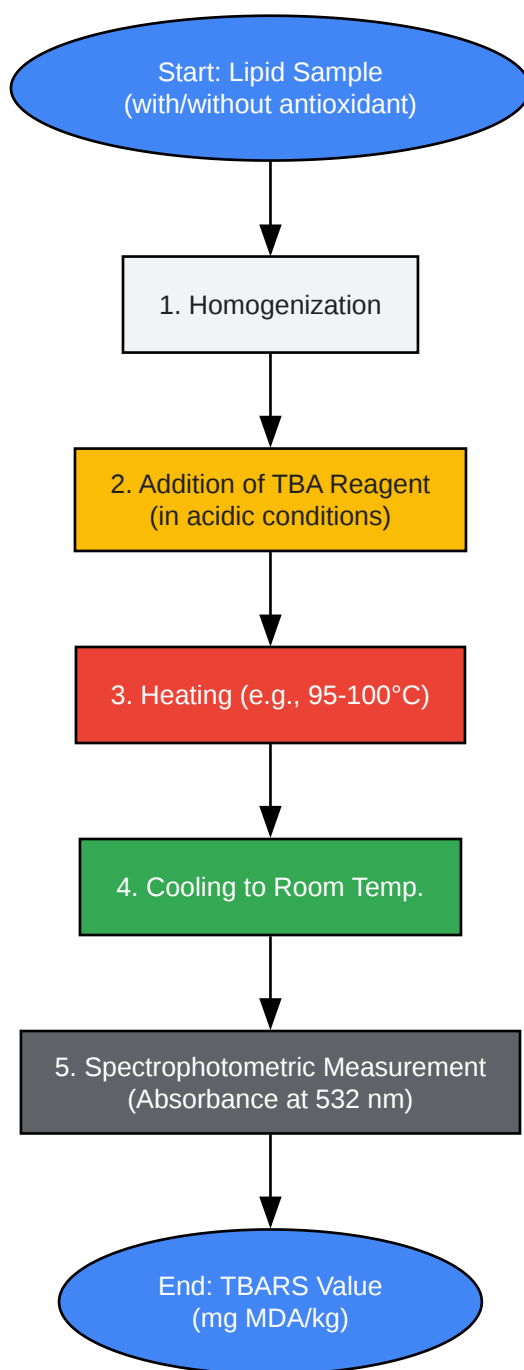 Start: Lipid Sample
(with/without antioxidant)
1. Homogenization
2. Addition of TBA Reagent
(in acidic conditions)
3. Heating (e.g., 95-100°C)
4. Cooling to Room Temp.
5. Spectrophotometric Measurement
(Absorbance at 532 nm)
End: TBARS Value
(mg MDA/kg)